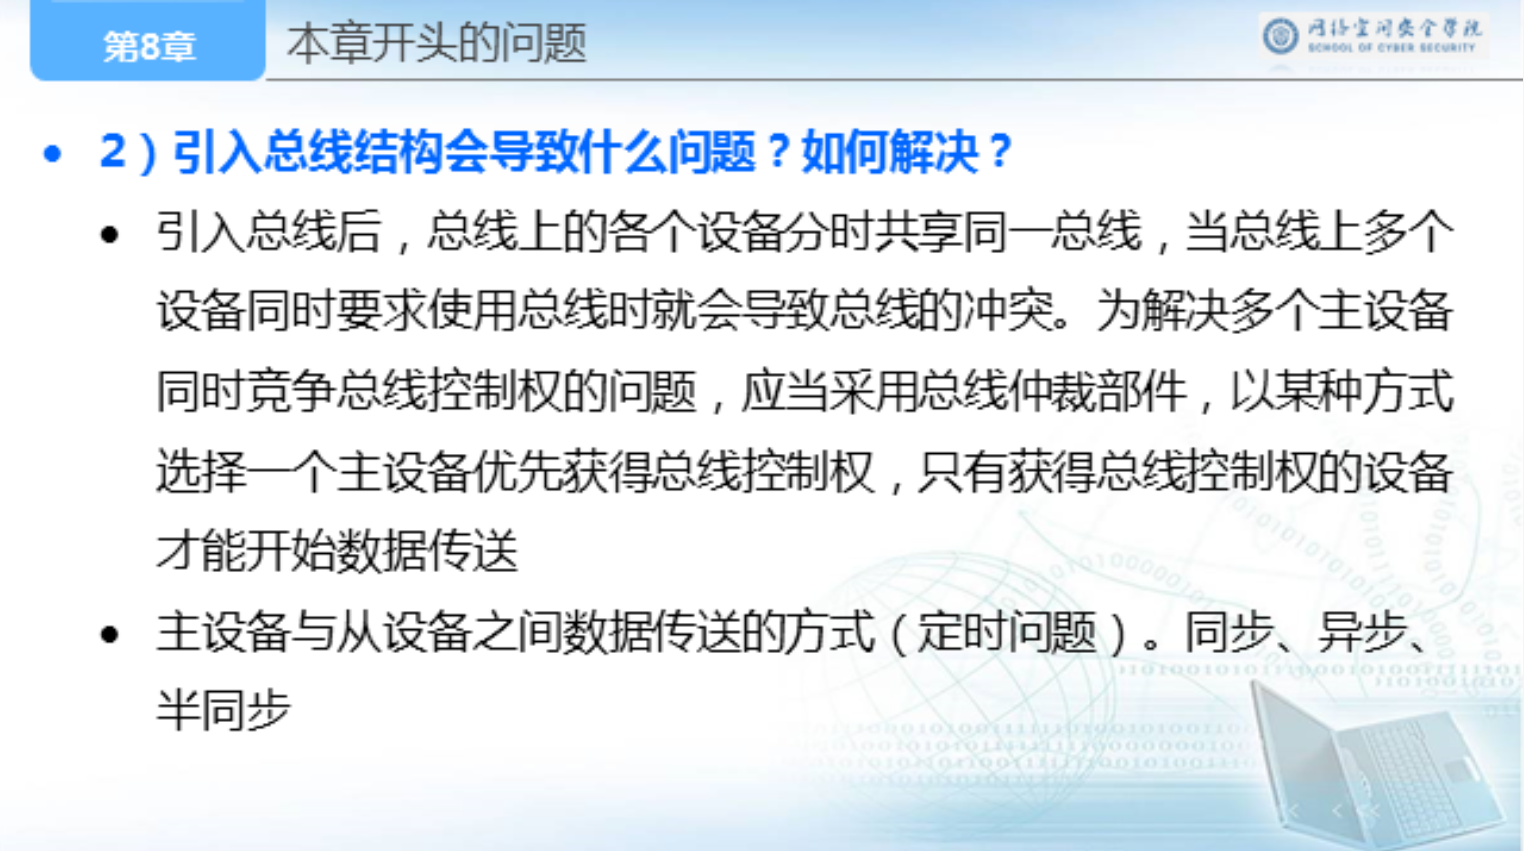 第8章
本章开头的问题
网络空间安全学院
SCHOOL OF CYBER SECURITY
2）引入总线结构会导致什么问题？如何解决？
引入总线后，总线上的各个设备分时共享同一总线，当总线上多个
设备同时要求使用总线时就会导致总线的冲突。为解决多个主设备
同时竞争总线控制权的问题，应当采用总线仲裁部件，以某种方式
选择一个主设备优先获得总线控制权，只有获得总线控制权的设备
才能开始数据传送
主设备与从设备之间数据传送的方式（定时问题）。同步、异步、
半同步